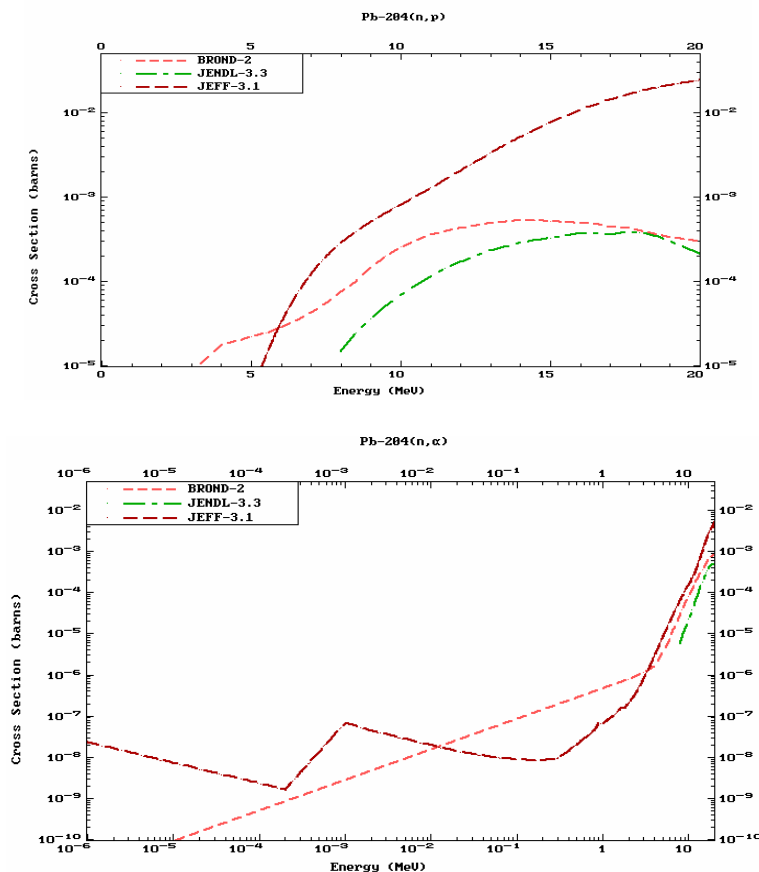 Pb-204(n,p)
0 5 10 15 20
BROND-2
JENDL-3.3
JEFF-3.1
10⁻² 10⁻²
10⁻³ 10⁻³
10⁻⁴ 10⁻⁴
10⁻⁵ 10⁻⁵
Cross Section (barns)
0 5 10 15 20
Energy (MeV)
Pb-204(n,α)
10⁻⁶ 10⁻⁵ 10⁻⁴ 10⁻³ 10⁻² 10⁻¹ 1 10
BROND-2
JENDL-3.3
JEFF-3.1
10⁻² 10⁻²
10⁻³ 10⁻³
10⁻⁴ 10⁻⁴
10⁻⁵ 10⁻⁵
10⁻⁶ 10⁻⁶
10⁻⁷ 10⁻⁷
10⁻⁸ 10⁻⁸
10⁻⁹ 10⁻⁹
10⁻¹⁰ 10⁻¹⁰
Cross Section (barns)
10⁻⁶ 10⁻⁵ 10⁻⁴ 10⁻³ 10⁻² 10⁻¹ 1 10
Energy (MeV)